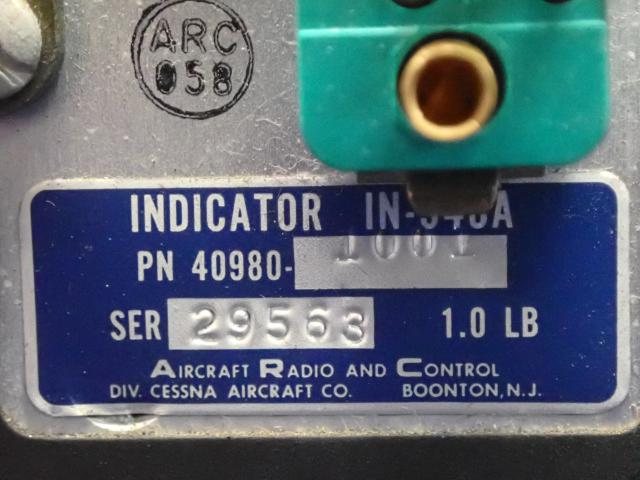 ARC
058
INDICATOR
PN 40980-1001
SER 29563 1.0 LB
AIRCRAFT RADIO AND CONTROL
DIV. CESSNA AIRCRAFT CO. BOONTON, N.J.